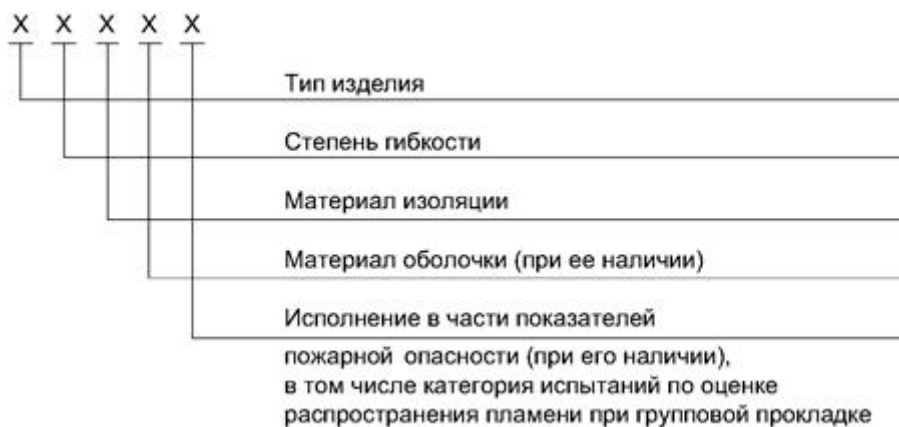 X X X X X
Тип изделия
Степень гибкости
Материал изоляции
Материал оболочки (при ее наличии)
Исполнение в части показателей
пожарной опасности (при его наличии),
в том числе категория испытаний по оценке
распространения пламени при групповой прокладке